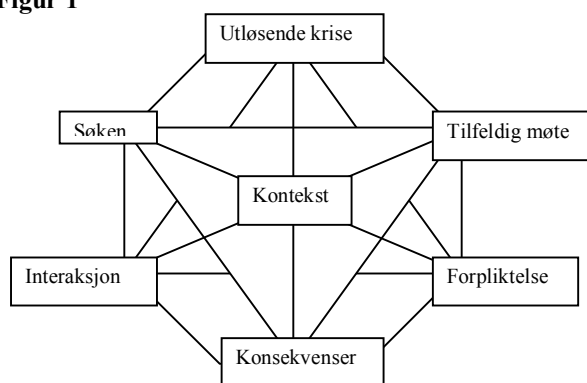 Figur 1
Utløsende krise
Søken
Tilfeldig møte
Kontekst
Interaksjon
Forpliktelse
Konsekvenser